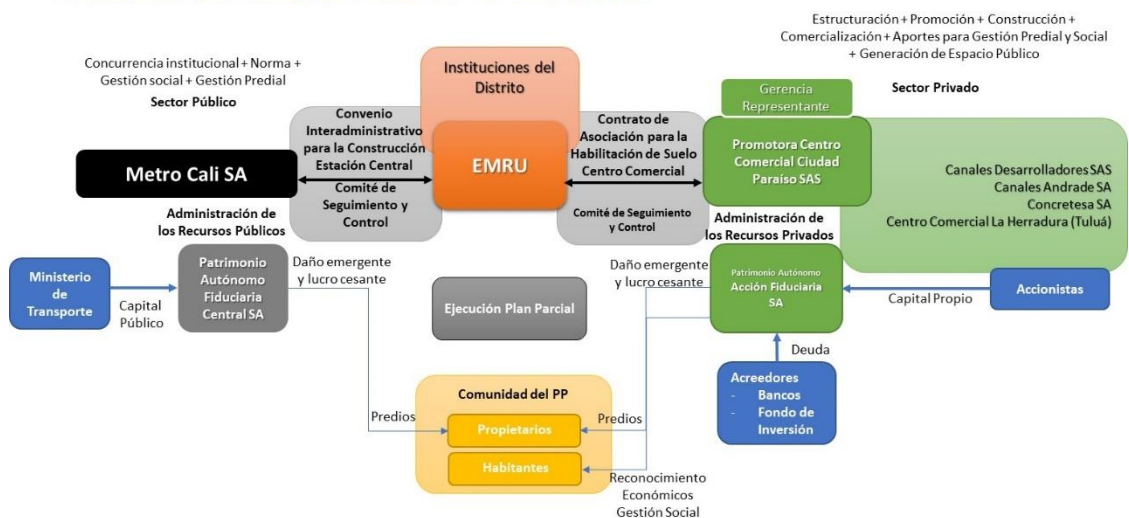 Estructuración + Promoción + Construcción +
Comercialización + Aportes para Gestión Predial y Social
+ Generación de Espacio Público
Sector Privado
Concurrencia institucional + Norma +
Gestión social + Gestión Predial
Sector Público
Instituciones del
Distrito
EMRU
Gerencia
Representante
Convenio
Interadministrativo
para la Construcción
Estación Central
Comité de
Seguimiento y
Control
Contrato de
Asociación para la
Habilitación de Suelo
Centro Comercial
Comité de Seguimiento
y Control
Metro Cali SA
Promotora Centro
Comercial Ciudad
Paraíso SAS
Canales Desarrolladores SAS
Canales Andrade SA
Concretesa SA
Centro Comercial La Herradura (Tuluá)
Administración de
los Recursos Públicos
Administración de
los Recursos Privados
Ministerio
de
Transporte
Capital
Público
Patrimonio
Autónomo
Fiduciaria
Central SA
Daño emergente
y lucro cesante
Ejecución Plan Parcial
Daño emergente
y lucro cesante
Patrimonio Autónomo
Acción Fiduciaria
SA
Capital Propio
Accionistas
Deuda
Acreedores
- Bancos
- Fondo de
Inversión
Comunidad del PP
Predios
Propietarios
Predios
Habitantes
Reconocimiento
Económicos
Gestión Social